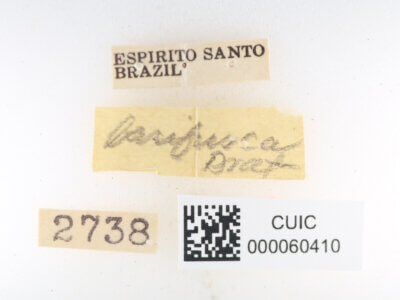 ESPIRITO SANTO
BRAZIL
basifusca
2738
CUIC
000060410